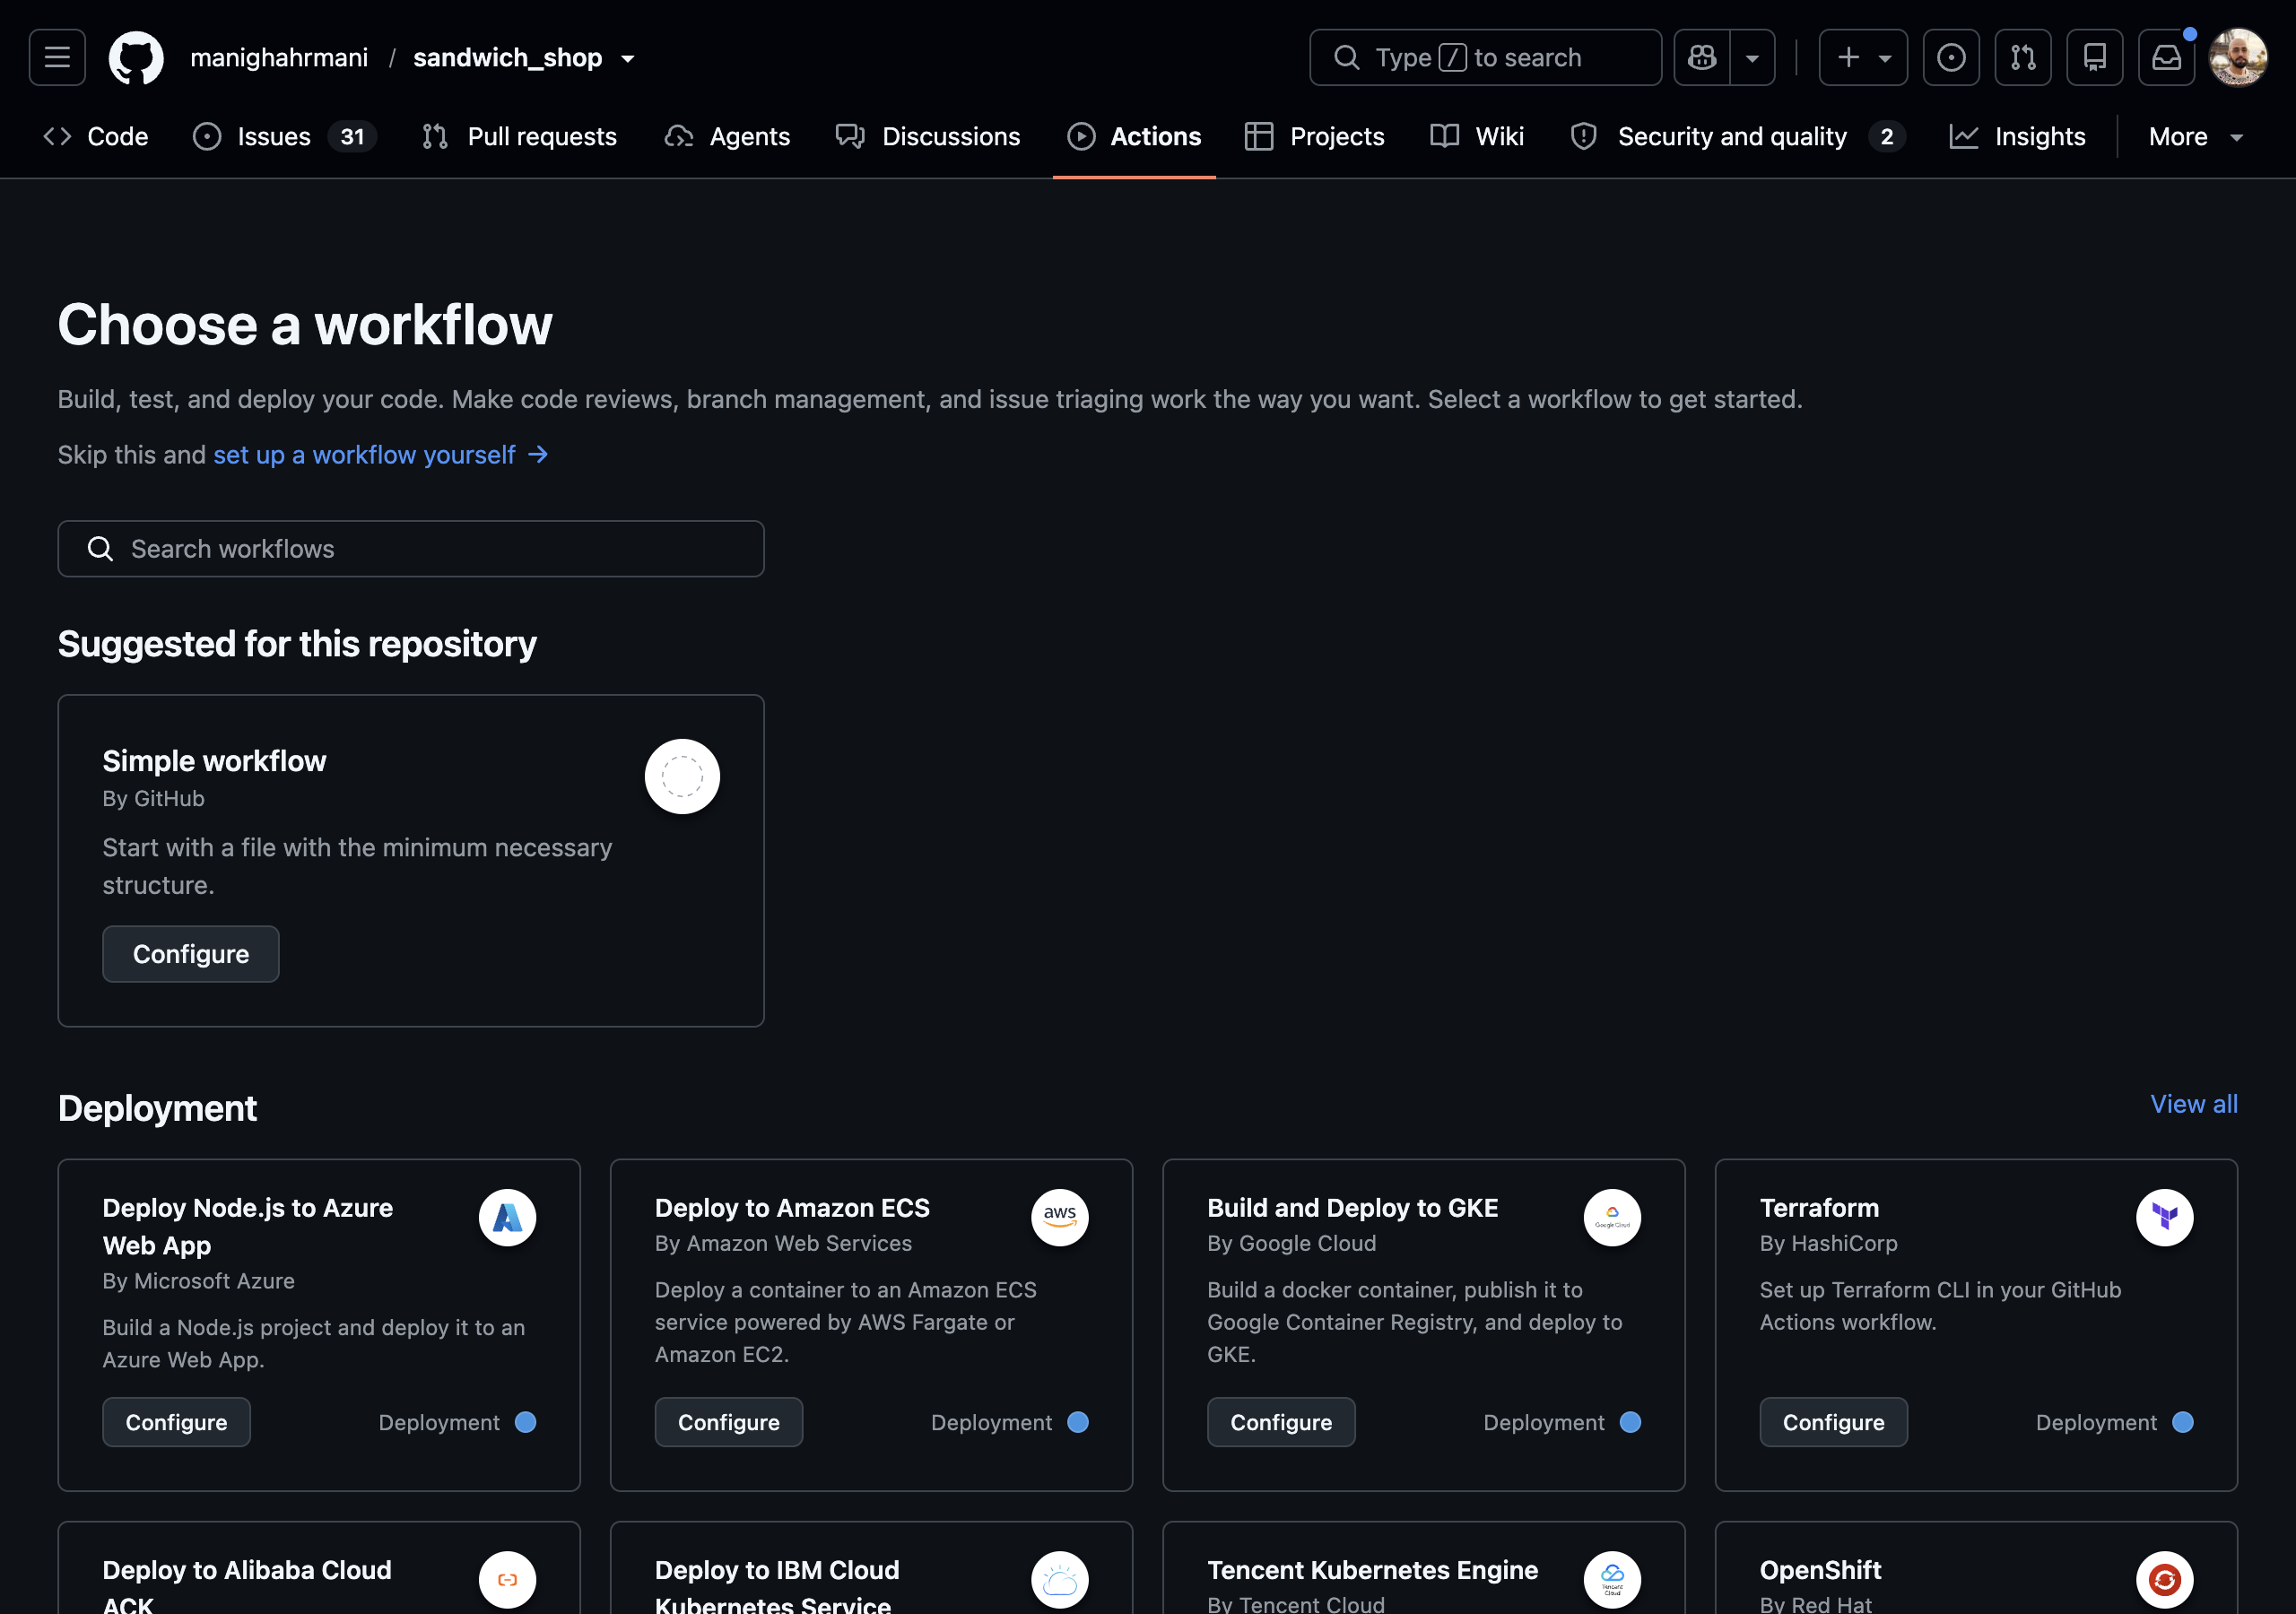 manighahrmani / sandwich_shop
Type / to search
Code
Issues 31
Pull requests
Agents
Discussions
Actions
Projects
Wiki
Security and quality 2
Insights
More
Choose a workflow
Build, test, and deploy your code. Make code reviews, branch management, and issue triaging work the way you want. Select a workflow to get started.
Skip this and set up a workflow yourself →
Search workflows
Suggested for this repository
Simple workflow
By GitHub
Start with a file with the minimum necessary
structure.
Configure
Deployment
View all
Deploy Node.js to Azure
Web App
By Microsoft Azure
Build a Node.js project and deploy it to an
Azure Web App.
Configure
Deployment
Deploy to Amazon ECS
aws
By Amazon Web Services
Deploy a container to an Amazon ECS
service powered by AWS Fargate or
Amazon EC2.
Configure
Deployment
Build and Deploy to GKE
Google Cloud
By Google Cloud
Build a docker container, publish it to
Google Container Registry, and deploy to
GKE.
Configure
Deployment
Terraform
By HashiCorp
Set up Terraform CLI in your GitHub
Actions workflow.
Configure
Deployment
Deploy to Alibaba Cloud
ACK
Deploy to IBM Cloud
Kubernetes Service
Tencent Kubernetes Engine
Tencent
Cloud
By Tencent Cloud
OpenShift
By Red Hat